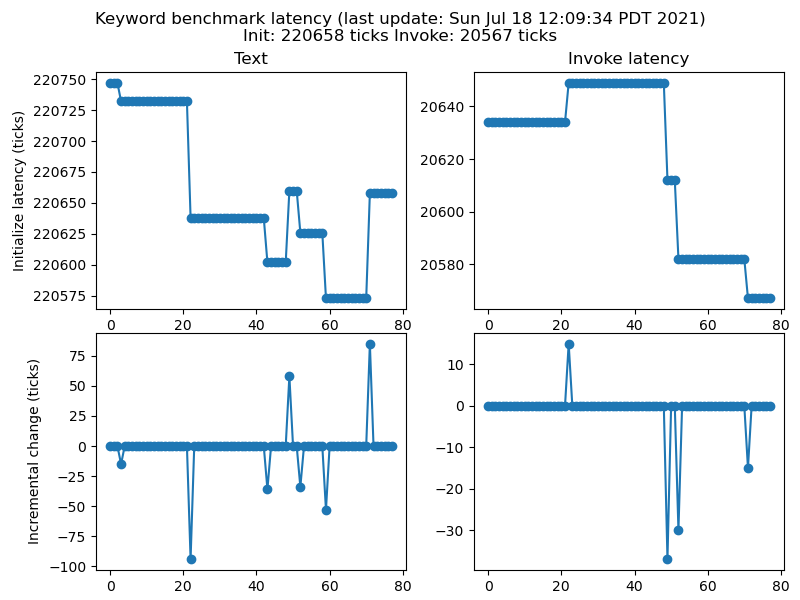 Keyword benchmark latency (last update: Sun Jul 18 12:09:34 PDT 2021)
Init: 220658 ticks Invoke: 20567 ticks
Text
Invoke latency
Initialize latency (ticks)
220750
220725
220700
220675
220650
220625
220600
220575
0 20 40 60 80
20640
20620
20600
20580
0 20 40 60 80
Incremental change (ticks)
75
50
25
0
−25
−50
−75
−100
0 20 40 60 80
10
0
−10
−20
−30
0 20 40 60 80